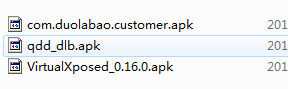 com.duolabao.customer.apk 201
qdd_dlb.apk 201
VirtualXposed_0.16.0.apk 201